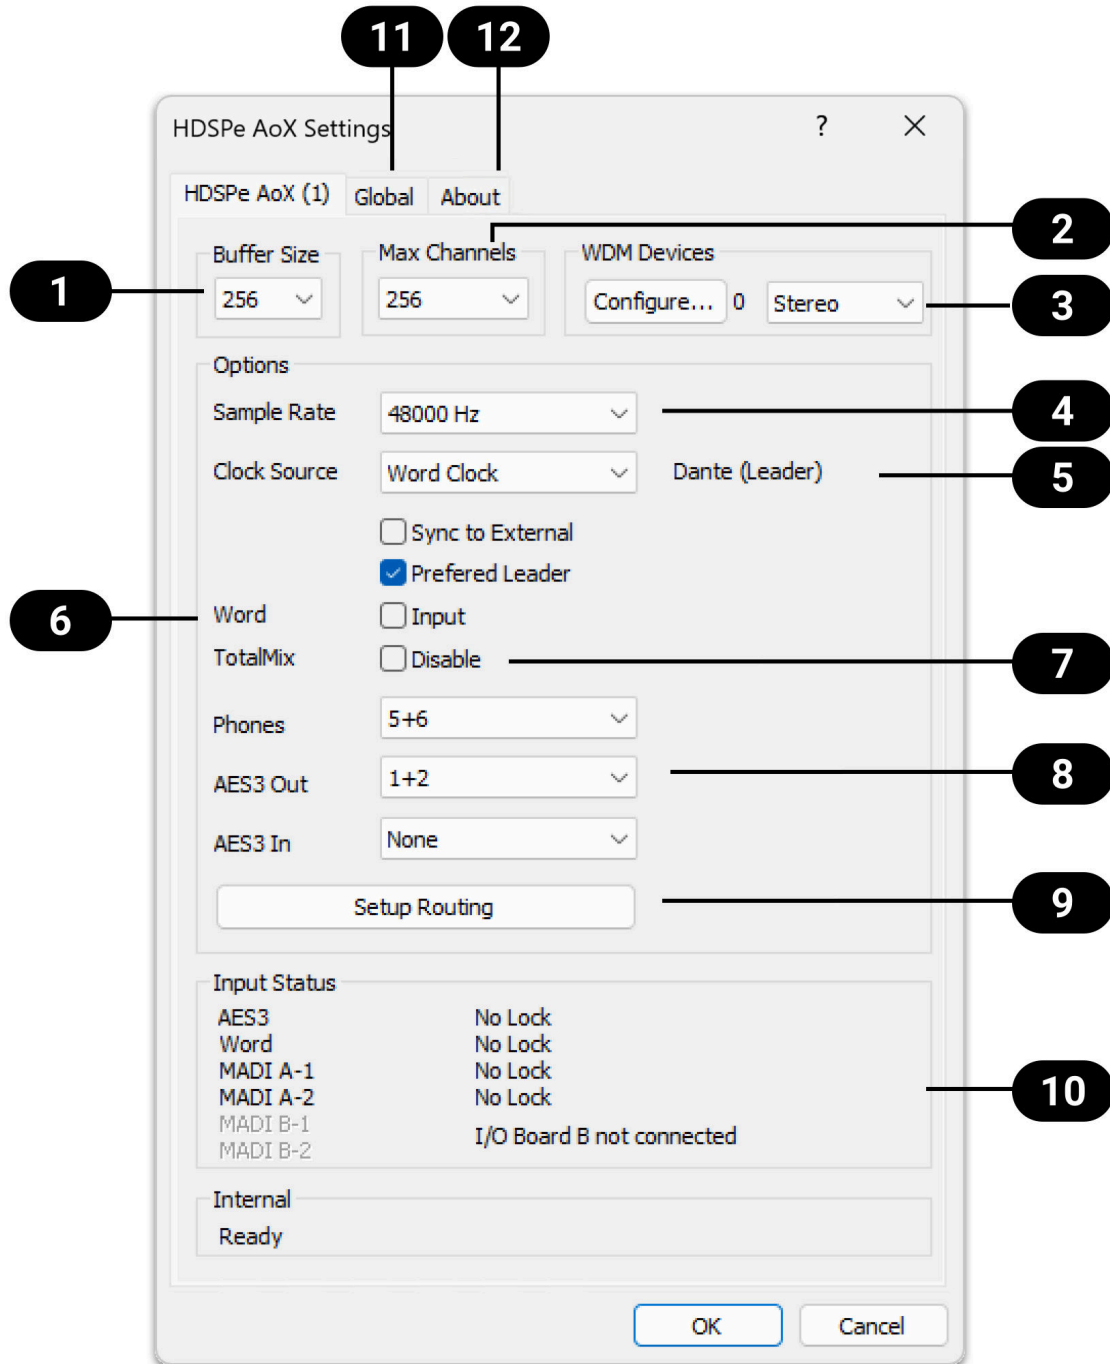 11 12
HDSPe AoX Settings ?
HDSPe AoX (1) Global About
2
Buffer Size Max Channels WDM Devices
1 256 256 Configure... 0 Stereo 3
Options
Sample Rate 48000 Hz 4
Clock Source Word Clock Dante (Leader) 5
Sync to External
Prefered Leader
6 Word Input
TotalMix Disable 7
Phones 5+6
AES3 Out 1+2 8
AES3 In None
Setup Routing 9
Input Status
AES3 No Lock
Word No Lock
MADI A-1 No Lock
MADI A-2 No Lock 10
MADI B-1
I/O Board B not connected
MADI B-2
Internal
Ready
OK Cancel